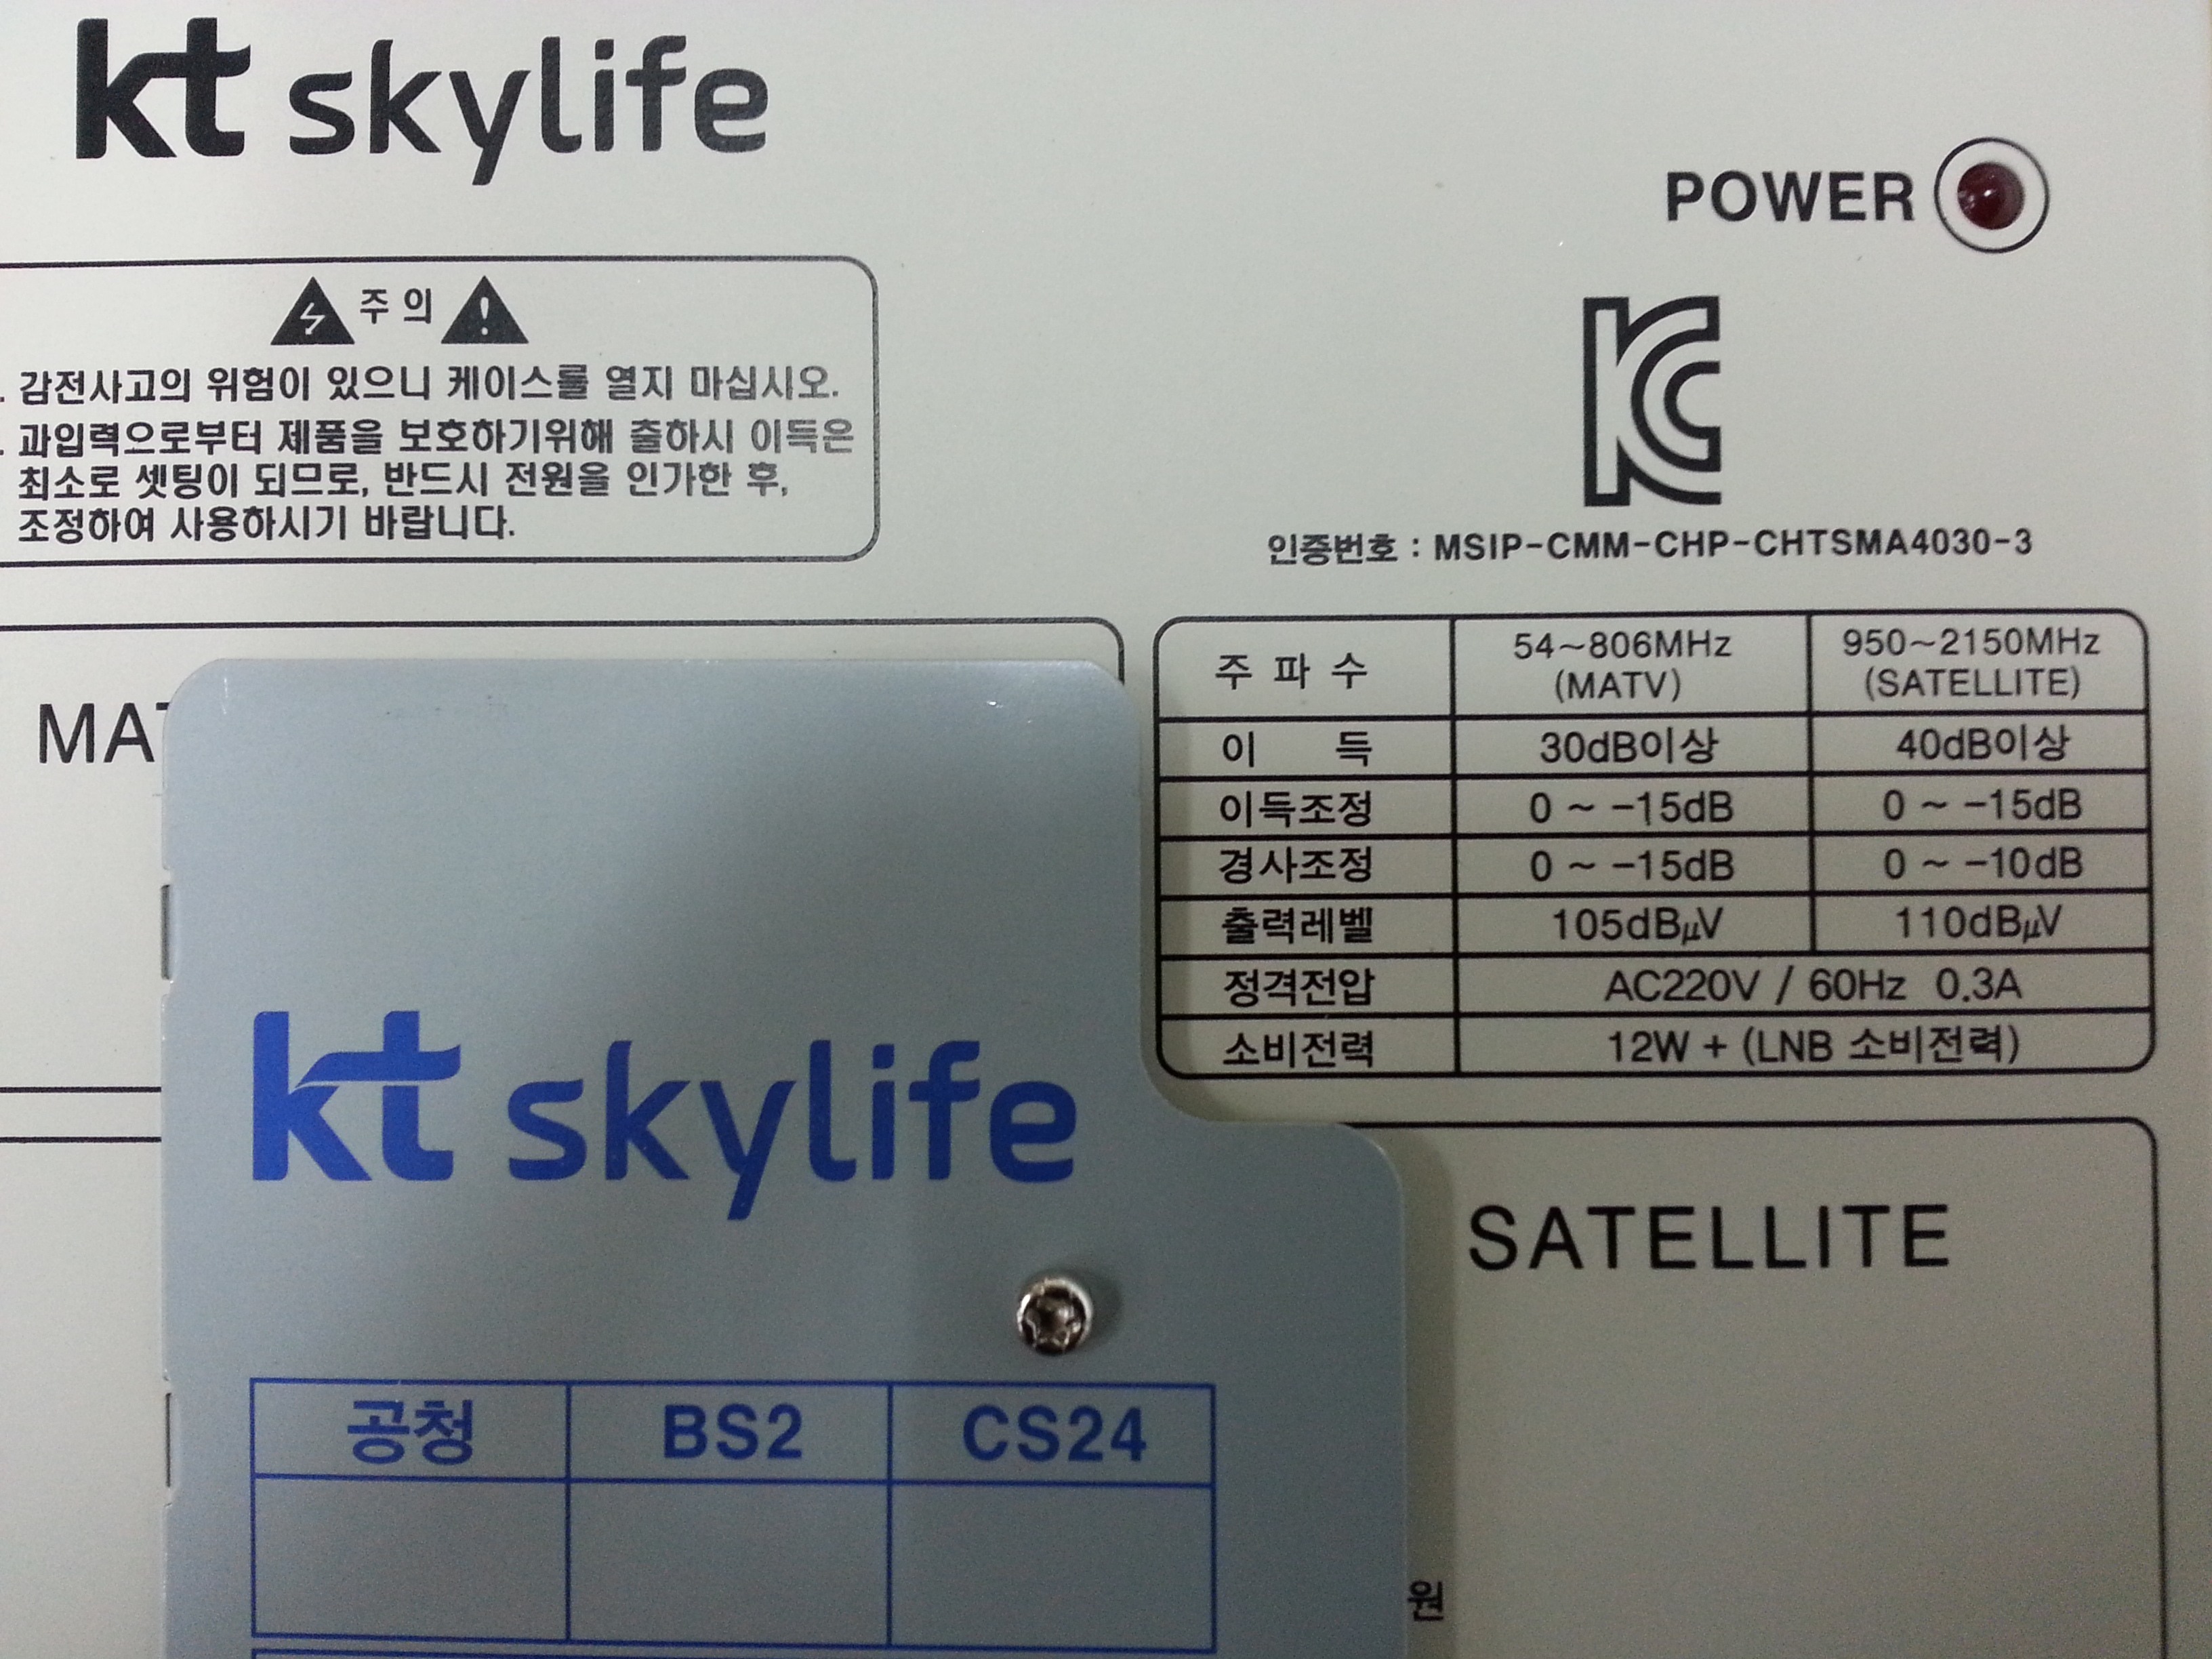 kt skylife
POWER
주 의
. 감전사고의 위험이 있으니 케이스를 열지 마십시오.
. 과입력으로부터 제품을 보호하기위해 출하시 이득은
최소로 셋팅이 되므로, 반드시 전원을 인가한 후,
조정하여 사용하시기 바랍니다.
인증번호 : MSIP-CMM-CHP-CHTSMA4030-3
주 파 수 54~806MHz (MATV) 950~2150MHz (SATELLITE)
이 득 30dB이상 40dB이상
이득조정 0 ~ -15dB 0 ~ -15dB
경사조정 0 ~ -15dB 0 ~ -10dB
출력레벨 105dBμV 110dBμV
정격전압 AC220V / 60Hz 0.3A
소비전력 12W + (LNB 소비전력)
MA
kt skylife
SATELLITE
공청 BS2 CS24
원